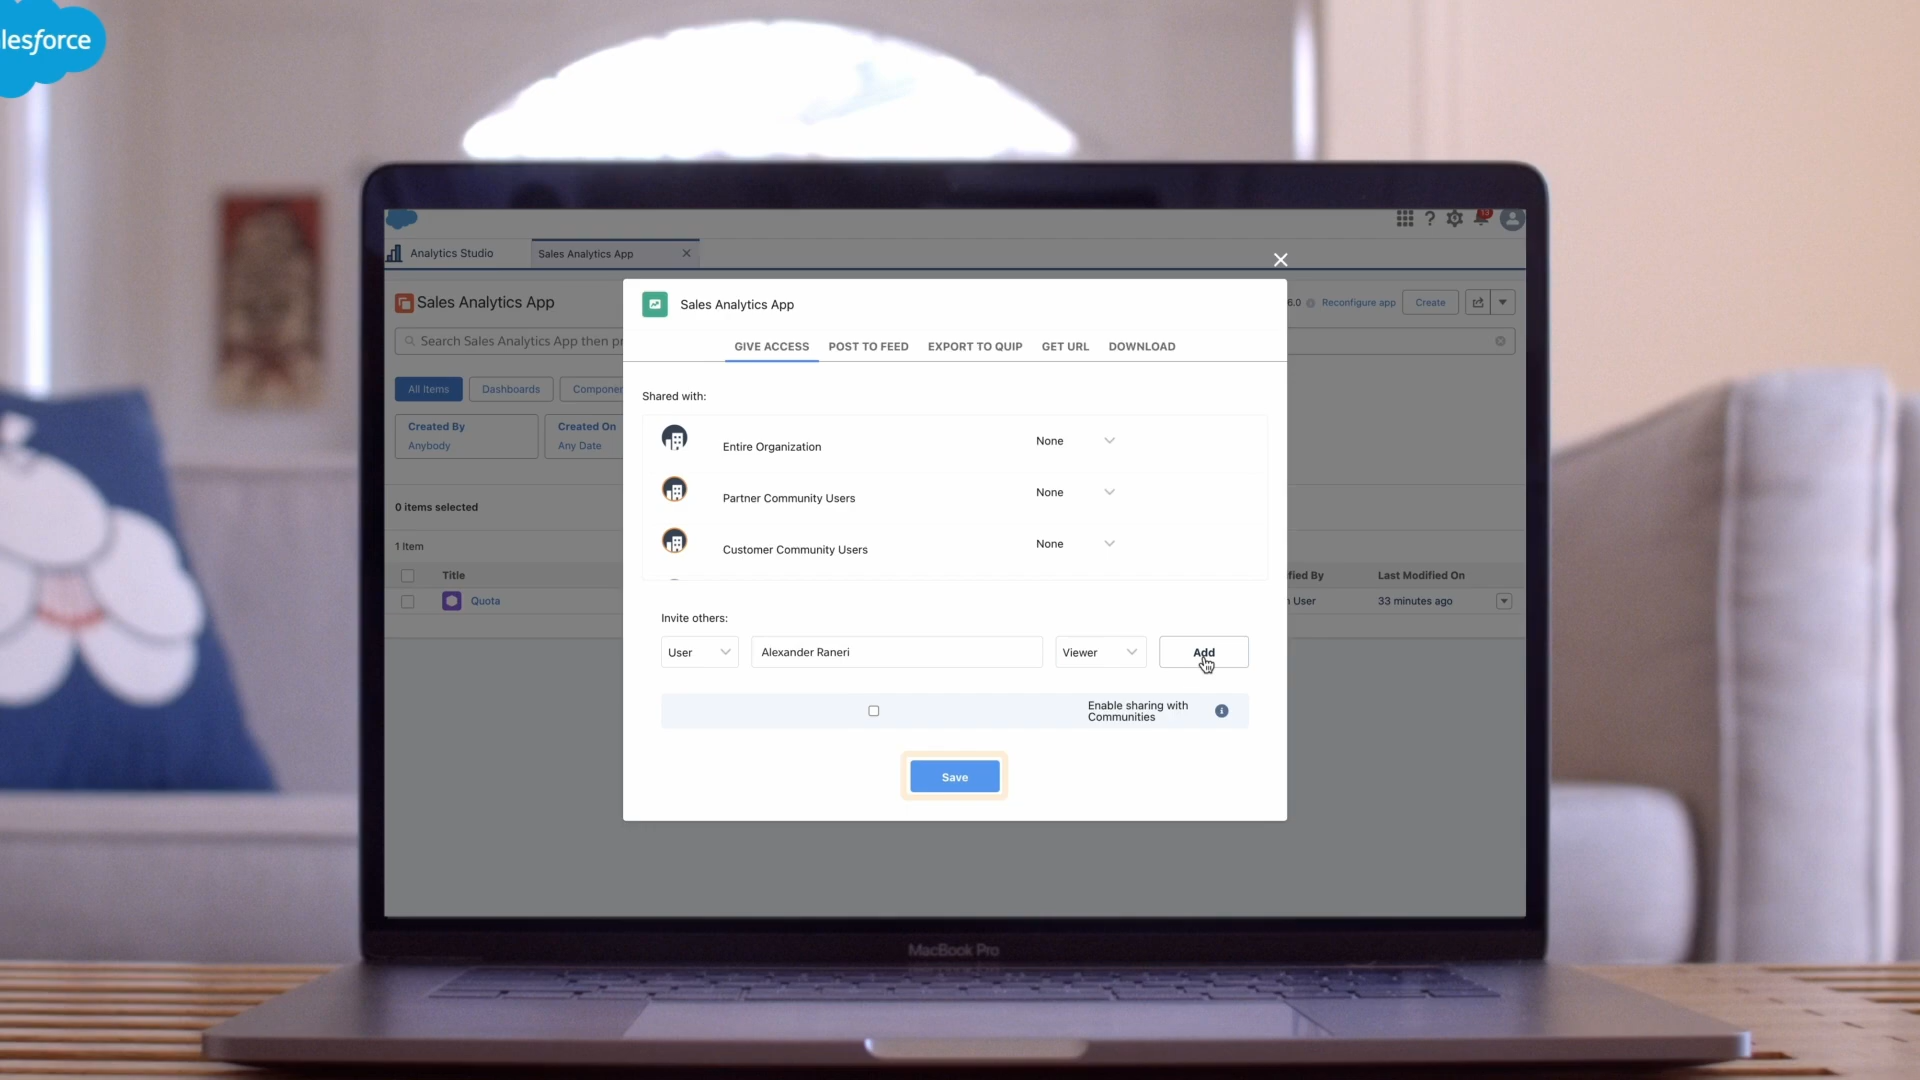 lesforce
13
Analytics Studio
Sales Analytics App
Sales Analytics App
6.0
Reconfigure app
Create
Search Sales Analytics App then pr
All Items
Dashboards
Componen
Created By
Anybody
Created On
Any Date
0 items selected
1 Item
Title
fied By
Last Modified On
Quota
User
33 minutes ago
Sales Analytics App
GIVE ACCESS
POST TO FEED
EXPORT TO QUIP
GET URL
DOWNLOAD
Shared with:
Entire Organization
None
Partner Community Users
None
Customer Community Users
None
Invite others:
User
Alexander Raneri
Viewer
Add
Enable sharing with
Communities
Save
MacBook Pro